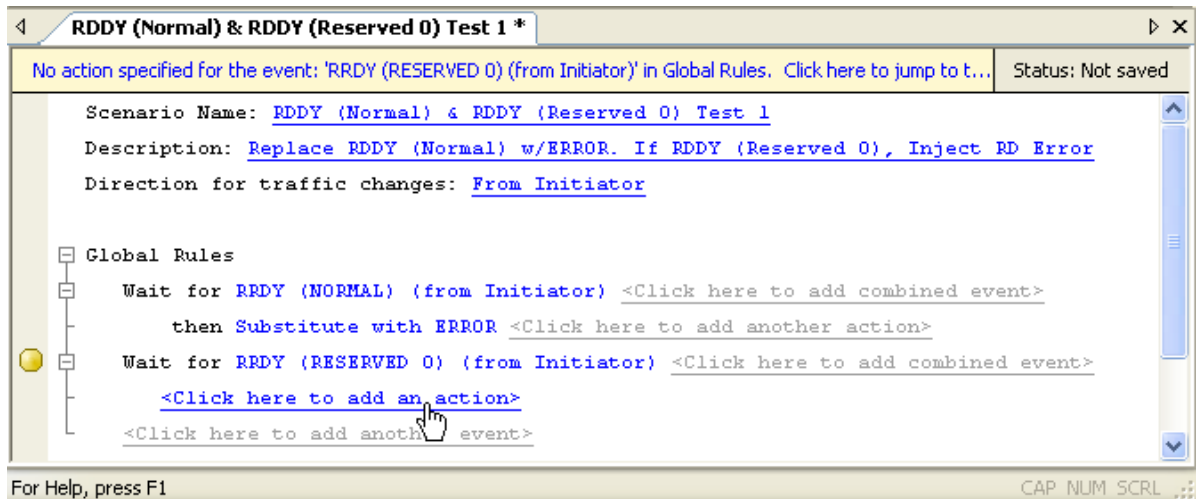 RDDY (Normal) & RDDY (Reserved 0) Test 1 *
No action specified for the event: 'RRDY (RESERVED 0) (from Initiator)' in Global Rules. Click here to jump to t... Status: Not saved
Scenario Name: RDDY (Normal) & RDDY (Reserved 0) Test 1
Description: Replace RDDY (Normal) w/ERROR. If RDDY (Reserved 0), Inject RD Error
Direction for traffic changes: From Initiator
Global Rules
Wait for RRDY (NORMAL) (from Initiator) <Click here to add combined event>
then Substitute with ERROR <Click here to add another action>
Wait for RRDY (RESERVED 0) (from Initiator) <Click here to add combined event>
<Click here to add an action>
<Click here to add another event>
For Help, press F1 CAP NUM SCRL